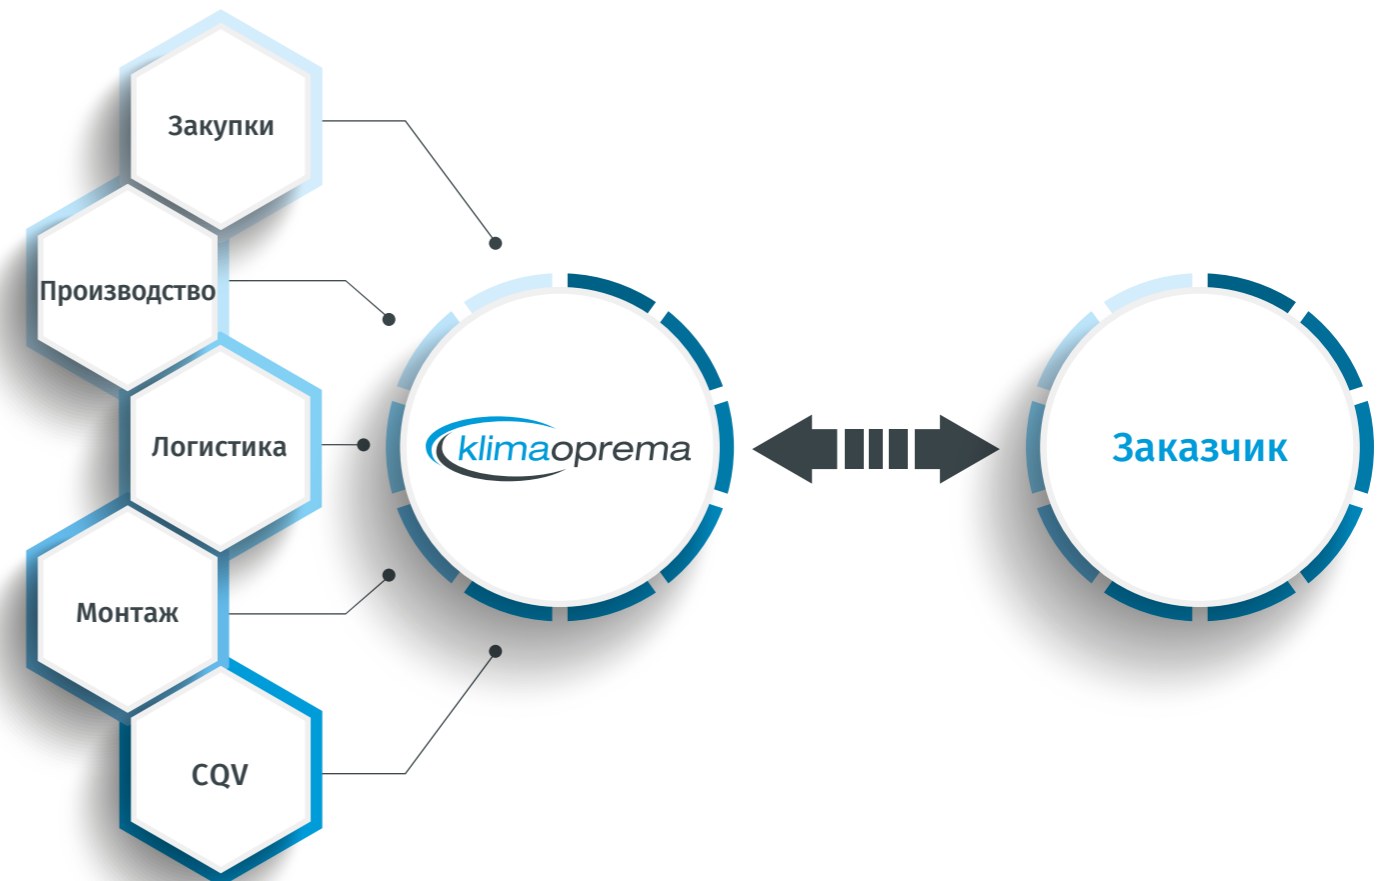 Закупки
Производство
Логистика
Монтаж
CQV
klimaoprema
Заказчик